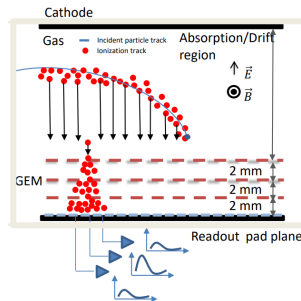 Cathode
Gas
Incident particle track
Ionization track
Absorption/Drift
region
E
B
GEM
2 mm
2 mm
2 mm
Readout pad plane